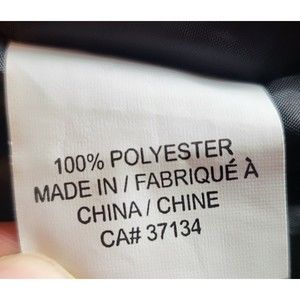 100% POLYESTER
MADE IN / FABRIQUÉ À
CHINA / CHINE
CA# 37134